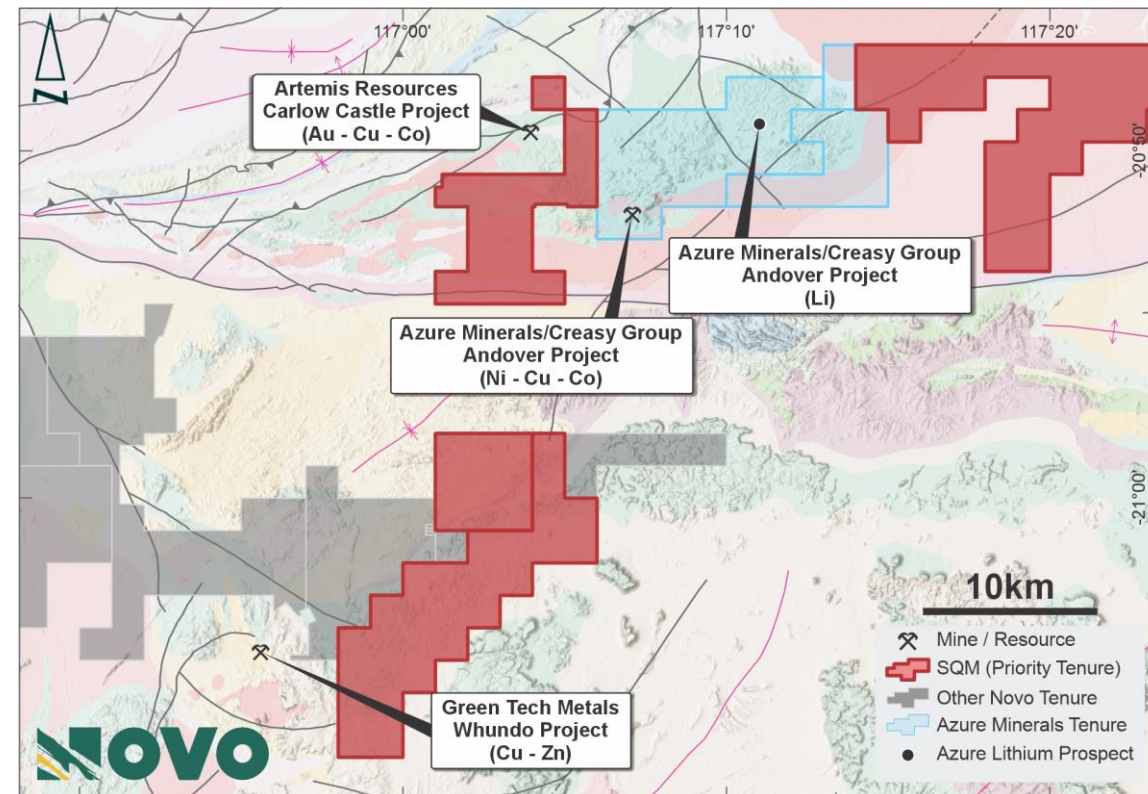 117°00'
117°10'
117°20'
N
Artemis Resources
Carlow Castle Project
(Au - Cu - Co)
-20°50'
Azure Minerals/Creasy Group
Andover Project
(Li)
Azure Minerals/Creasy Group
Andover Project
(Ni - Cu - Co)
-21°00'
10km
Mine / Resource
SQM (Priority Tenure)
Other Novo Tenure
Azure Minerals Tenure
Azure Lithium Prospect
Green Tech Metals
Whundo Project
(Cu - Zn)
NOVO